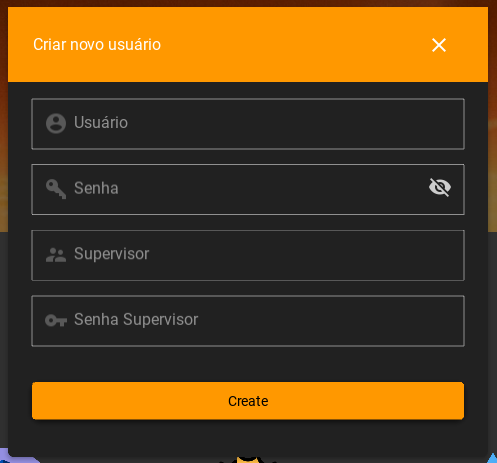 Criar novo usuário
Usuário
Senha
Supervisor
Senha Supervisor
Create